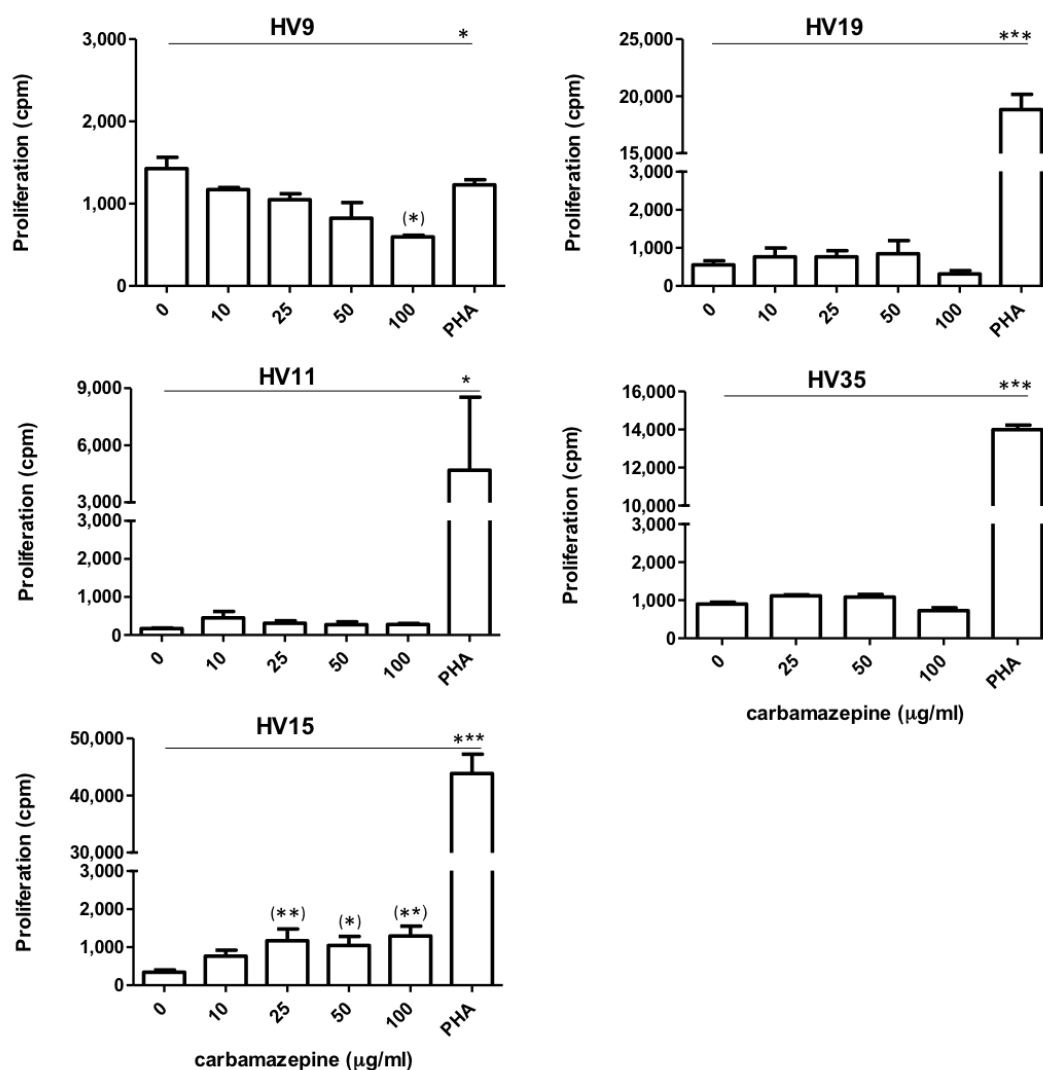 HV9
*
3,000
2,000
1,000
0
Proliferation (cpm)
(*)
0 10 25 50 100 PHA
HV19
***
25,000
20,000
15,000
3,000
2,000
1,000
0
Proliferation (cpm)
0 10 25 50 100 PHA
HV11
*
9,000
6,000
3,000
3,000
2,000
1,000
0
Proliferation (cpm)
0 10 25 50 100 PHA
HV35
***
16,000
14,000
12,000
10,000
3,000
2,000
1,000
0
Proliferation (cpm)
0 25 50 100 PHA
carbamazepine (μg/ml)
HV15
***
50,000
40,000
30,000
3,000
2,000
1,000
0
Proliferation (cpm)
(**) (*) (**)
0 10 25 50 100 PHA
carbamazepine (μg/ml)